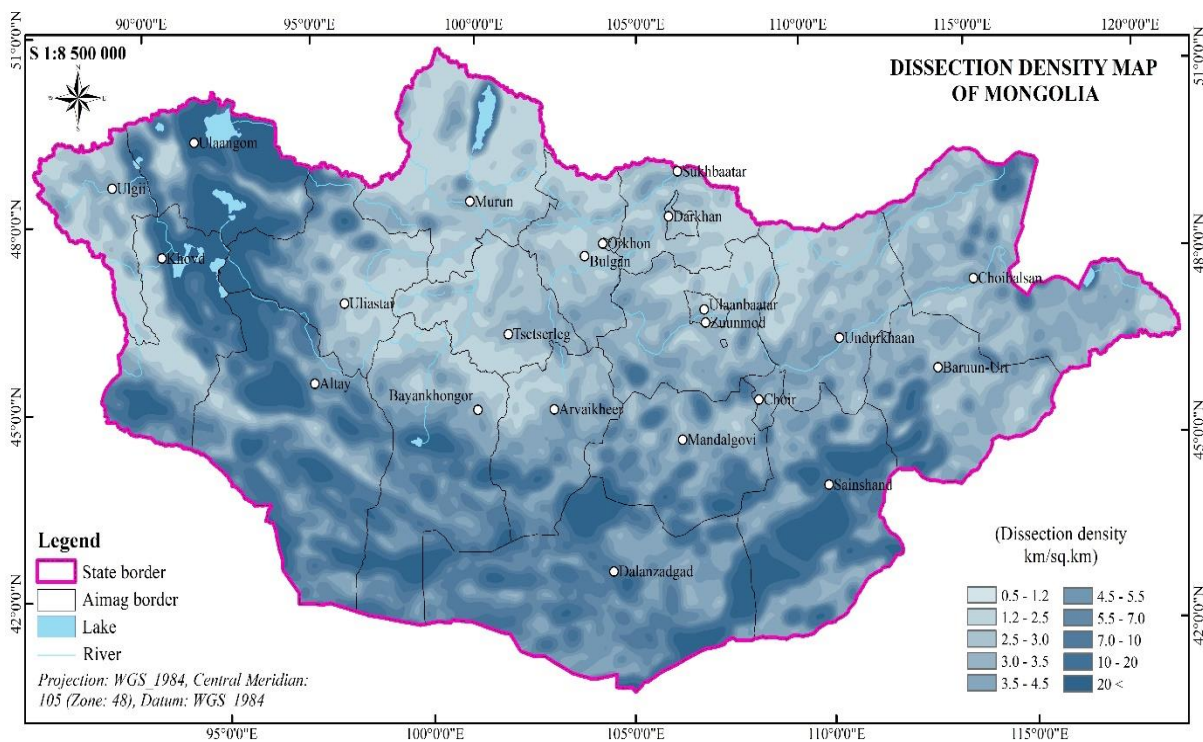 90°0'0"E 95°0'0"E 100°0'0"E 105°0'0"E 110°0'0"E 115°0'0"E 120°0'0"E
51°0'0"N
51°0'0"N
S 1:8 500 000
DISSECTION DENSITY MAP
OF MONGOLIA
N
Ulaangom
Sukhbaatar
Ulgii
Murun
Darkhan
48°0'0"N
48°0'0"N
Orkhon
Bulgan
Khovd
Choibalsan
Uliastai
Ulaanbaatar
Zuunmod
Tsetserleg
Undurkhaan
Baruun-Urt
Altay
Bayankhongor
Arvaikheer
Choir
45°0'0"N
45°0'0"N
Mandalgovi
Sainshand
Dalanzadgad
42°0'0"N
42°0'0"N
Legend
State border
Aimag border
Lake
River
Projection: WGS_1984, Central Meridian:
105 (Zone: 48), Datum: WGS_1984
(Dissection density
km/sq.km)
0.5 - 1.2 4.5 - 5.5
1.2 - 2.5 5.5 - 7.0
2.5 - 3.0 7.0 - 10
3.0 - 3.5 10 - 20
3.5 - 4.5 20 <
95°0'0"E 100°0'0"E 105°0'0"E 110°0'0"E 115°0'0"E